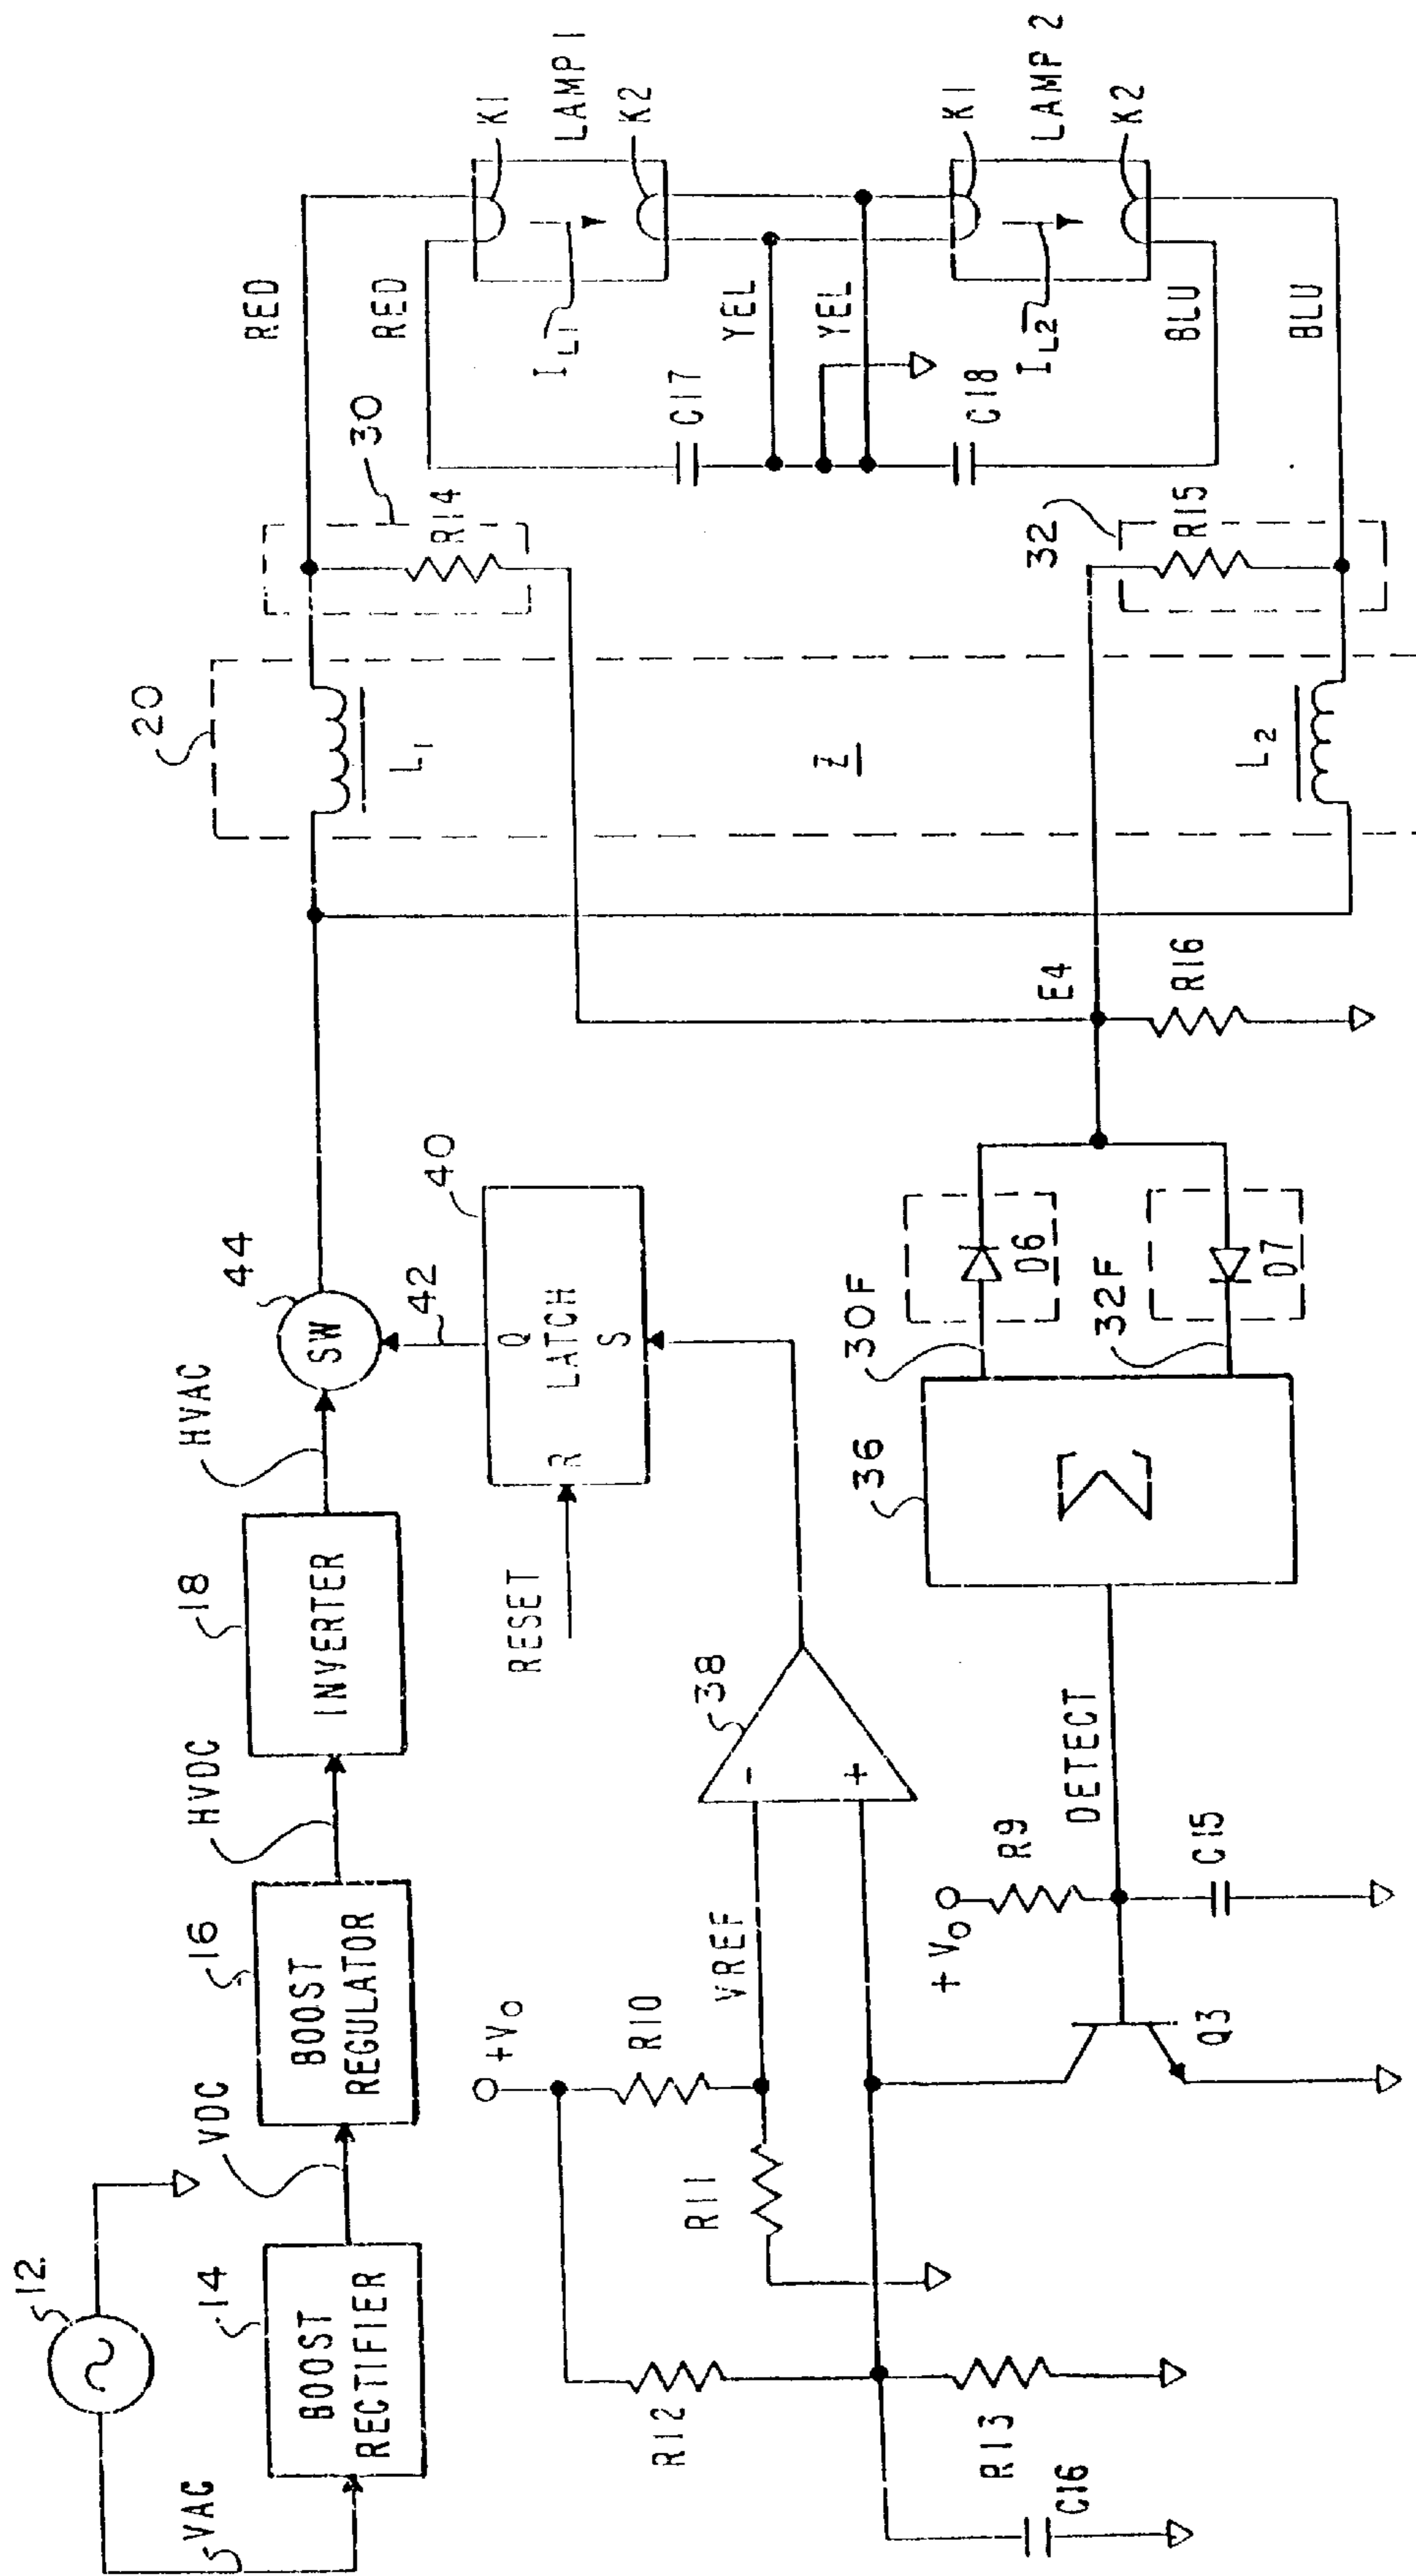 12
VAC
14
BOOST
RECTIFIER
VDC
16
BOOST
REGULATOR
HVDC
18
INVERTER
HVAC
44
SW
42
40
Q
LATCH
R
S
RESET
20
L1
Z
L2
RED
RED
30
R14
K1
LAMP 1
K2
IL1
YEL
YEL
C17
C18
K1
LAMP 2
K2
IL2
BLU
BLU
32
R15
E4
R16
30F
D6
32F
D7
36
Σ
DETECT
38
-
+
VREF
+VO
R10
R11
R12
R13
C16
+VO
R9
C15
Q3